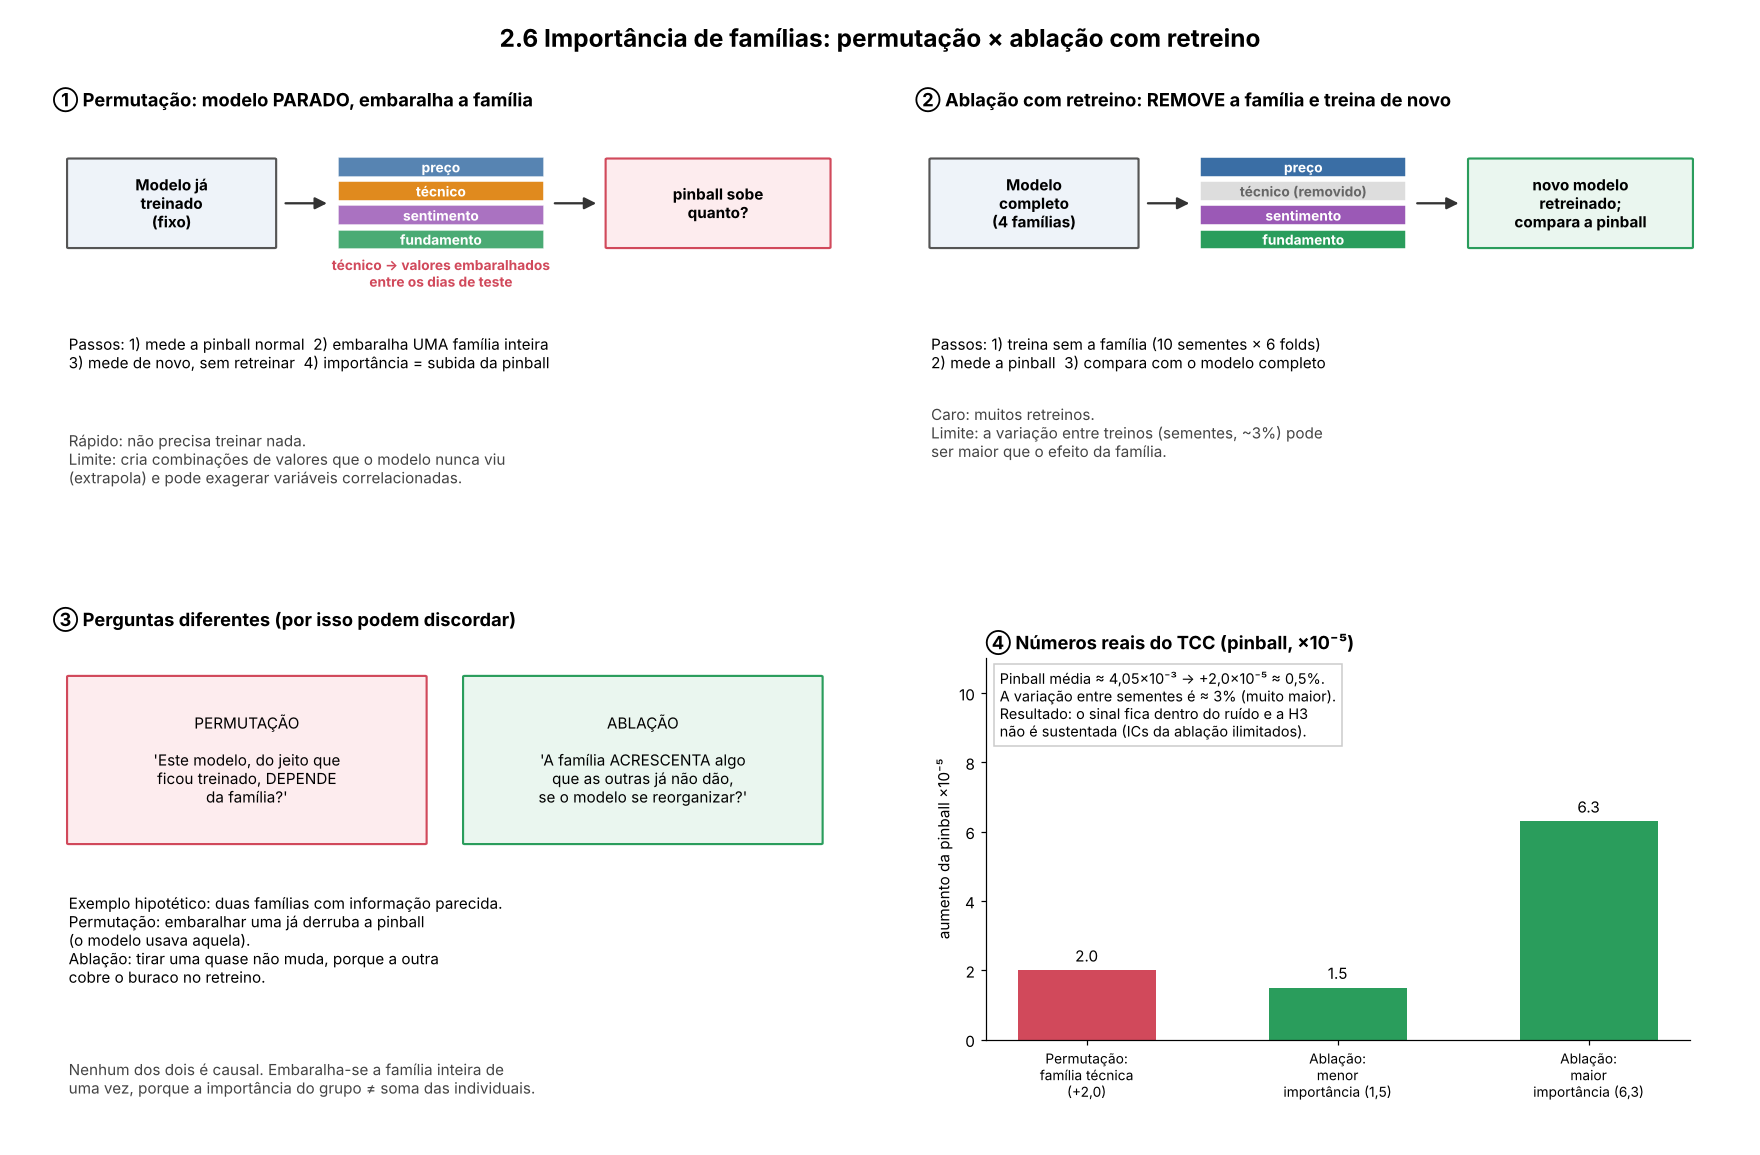 2.6 Importância de famílias: permutação × ablação com retreino
① Permutação: modelo PARADO, embaralha a família
Modelo já
treinado
(fixo)
preço
técnico
sentimento
fundamento
técnico → valores embaralhados
entre os dias de teste
pinball sobe
quanto?
Passos: 1) mede a pinball normal  2) embaralha UMA família inteira
3) mede de novo, sem retreinar  4) importância = subida da pinball
Rápido: não precisa treinar nada.
Limite: cria combinações de valores que o modelo nunca viu
(extrapola) e pode exagerar variáveis correlacionadas.
② Ablação com retreino: REMOVE a família e treina de novo
Modelo
completo
(4 famílias)
preço
técnico (removido)
sentimento
fundamento
novo modelo
retreinado;
compara a pinball
Passos: 1) treina sem a família (10 sementes × 6 folds)
2) mede a pinball  3) compara com o modelo completo
Caro: muitos retreinos.
Limite: a variação entre treinos (sementes, ~3%) pode
ser maior que o efeito da família.
③ Perguntas diferentes (por isso podem discordar)
PERMUTAÇÃO
'Este modelo, do jeito que
ficou treinado, DEPENDE
da família?'
ABLAÇÃO
'A família ACRESCENTA algo
que as outras já não dão,
se o modelo se reorganizar?'
Exemplo hipotético: duas famílias com informação parecida.
Permutação: embaralhar uma já derruba a pinball
(o modelo usava aquela).
Ablação: tirar uma quase não muda, porque a outra
cobre o buraco no retreino.
Nenhum dos dois é causal. Embaralha-se a família inteira de
uma vez, porque a importância do grupo ≠ soma das individuais.
④ Números reais do TCC (pinball, ×10⁻⁵)
Pinball média ≈ 4,05×10⁻³ → +2,0×10⁻⁵ ≈ 0,5%.
A variação entre sementes é ≈ 3% (muito maior).
Resultado: o sinal fica dentro do ruído e a H3
não é sustentada (ICs da ablação ilimitados).
aumento da pinball ×10⁻⁵
10
8
6
4
2
0
2.0
1.5
6.3
Permutação:
família técnica
(+2,0)
Ablação:
menor
importância (1,5)
Ablação:
maior
importância (6,3)